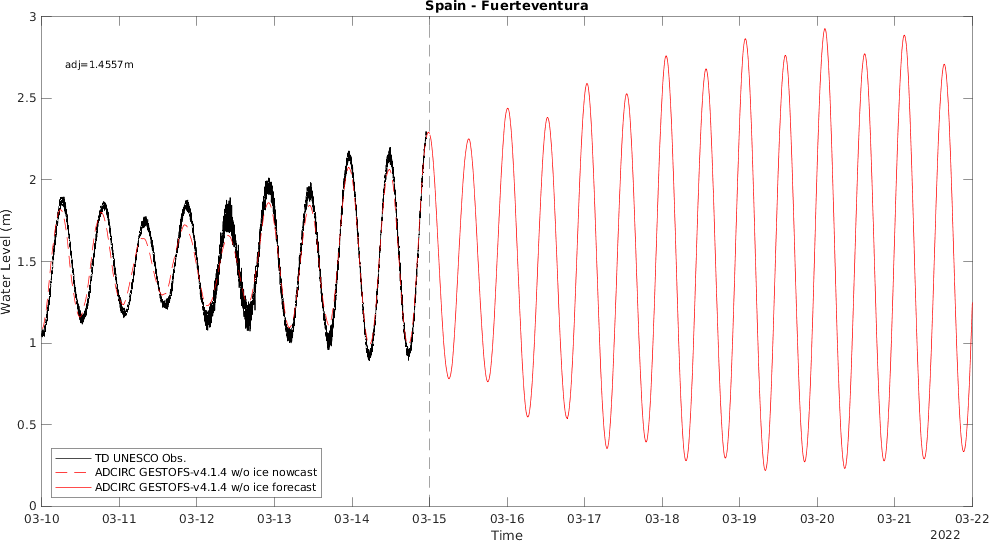 Spain - Fuerteventura
adj=1.4557m
Water Level (m)
3
2.5
2
1.5
1
0.5
0
TD UNESCO Obs.
ADCIRC GESTOFS-v4.1.4 w/o ice nowcast
ADCIRC GESTOFS-v4.1.4 w/o ice forecast
03-10 03-11 03-12 03-13 03-14 03-15 03-16 03-17 03-18 03-19 03-20 03-21 03-22
Time
2022